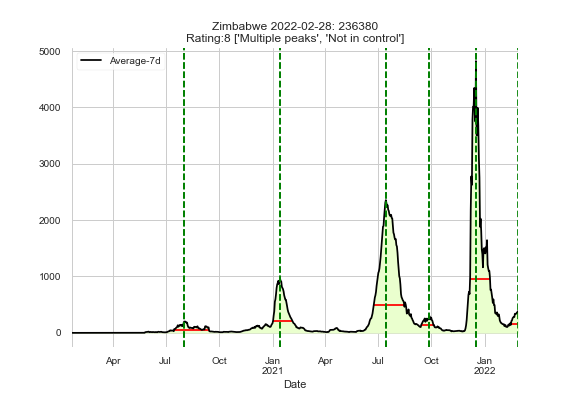 Zimbabwe 2022-02-28: 236380
Rating:8 ['Multiple peaks', 'Not in control']
Average-7d
5000
4000
3000
2000
1000
0
Apr Jul Oct Jan Apr Jul Oct Jan
2021 2022
Date